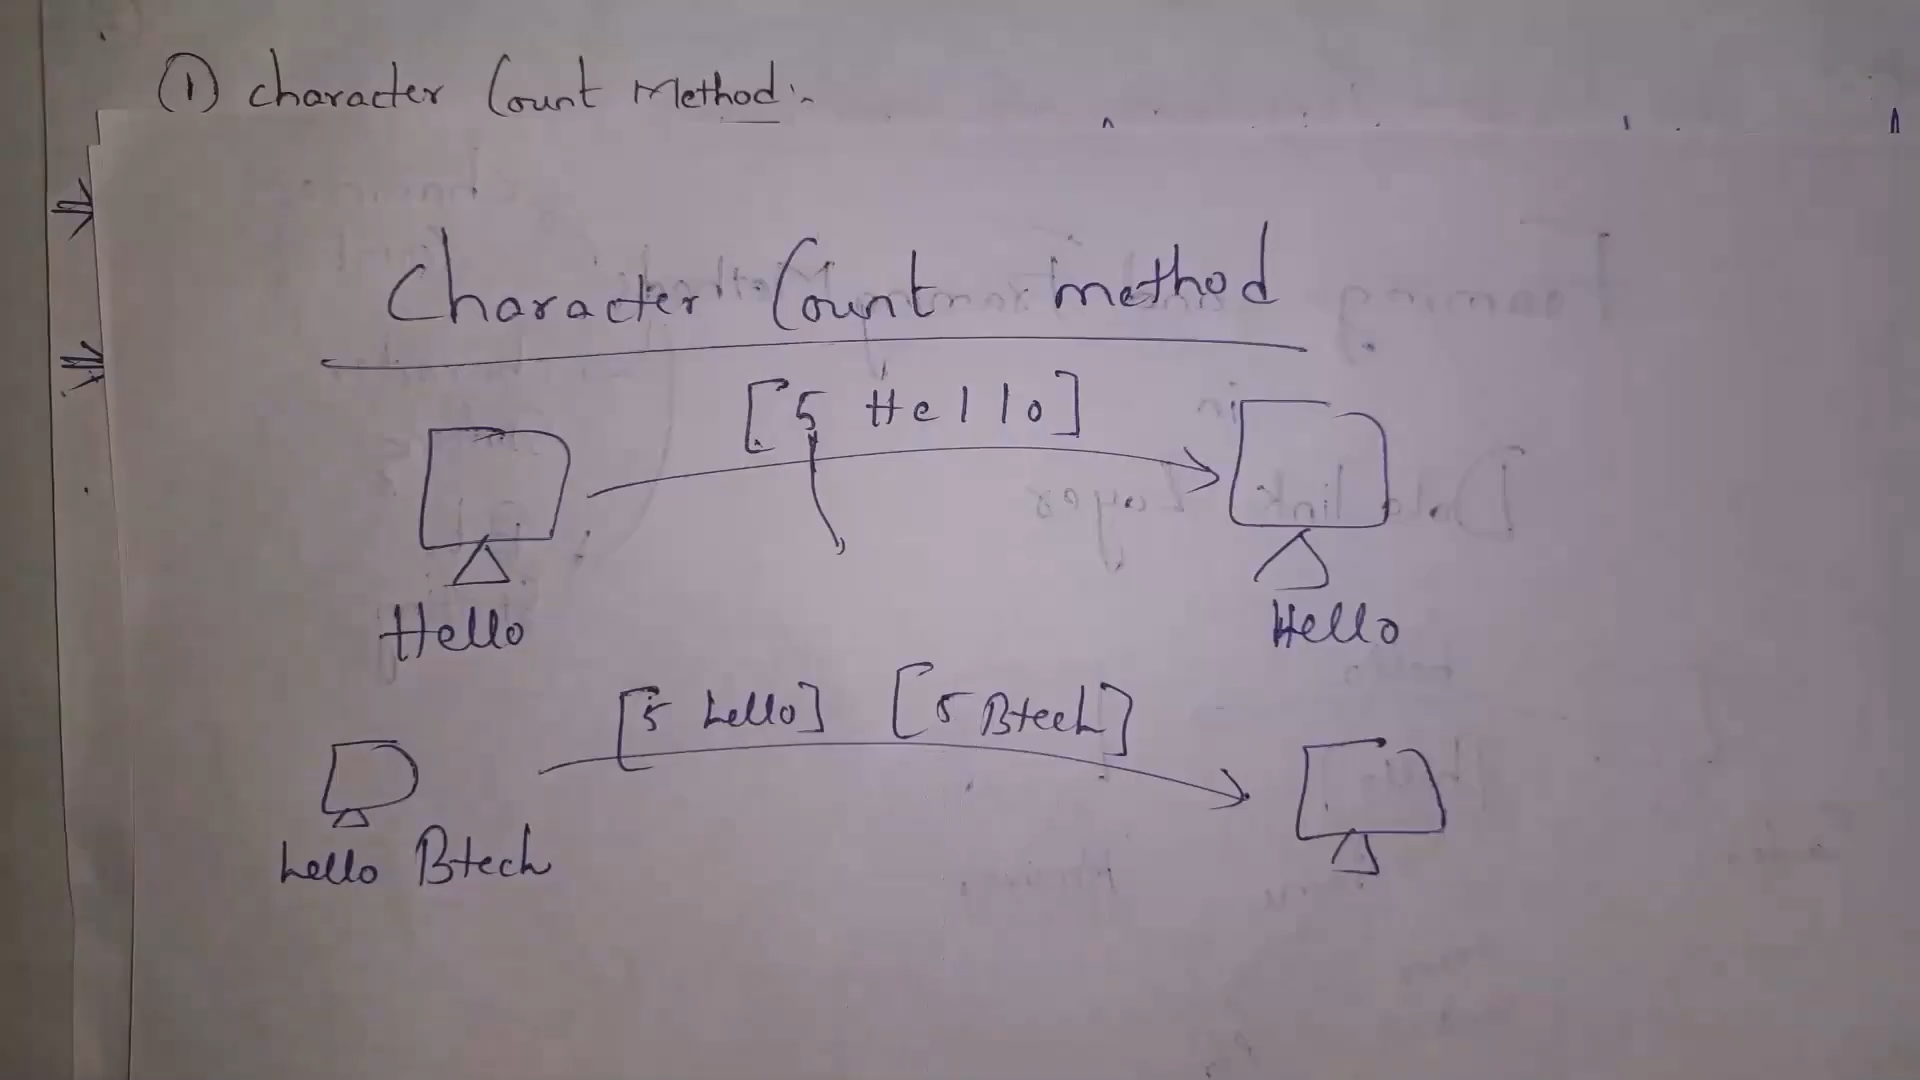 ① Character Count Method:-
Character Count method
[5 Hello]
Hello
Hello
[5 hello] [5 Btech]
hello Btech